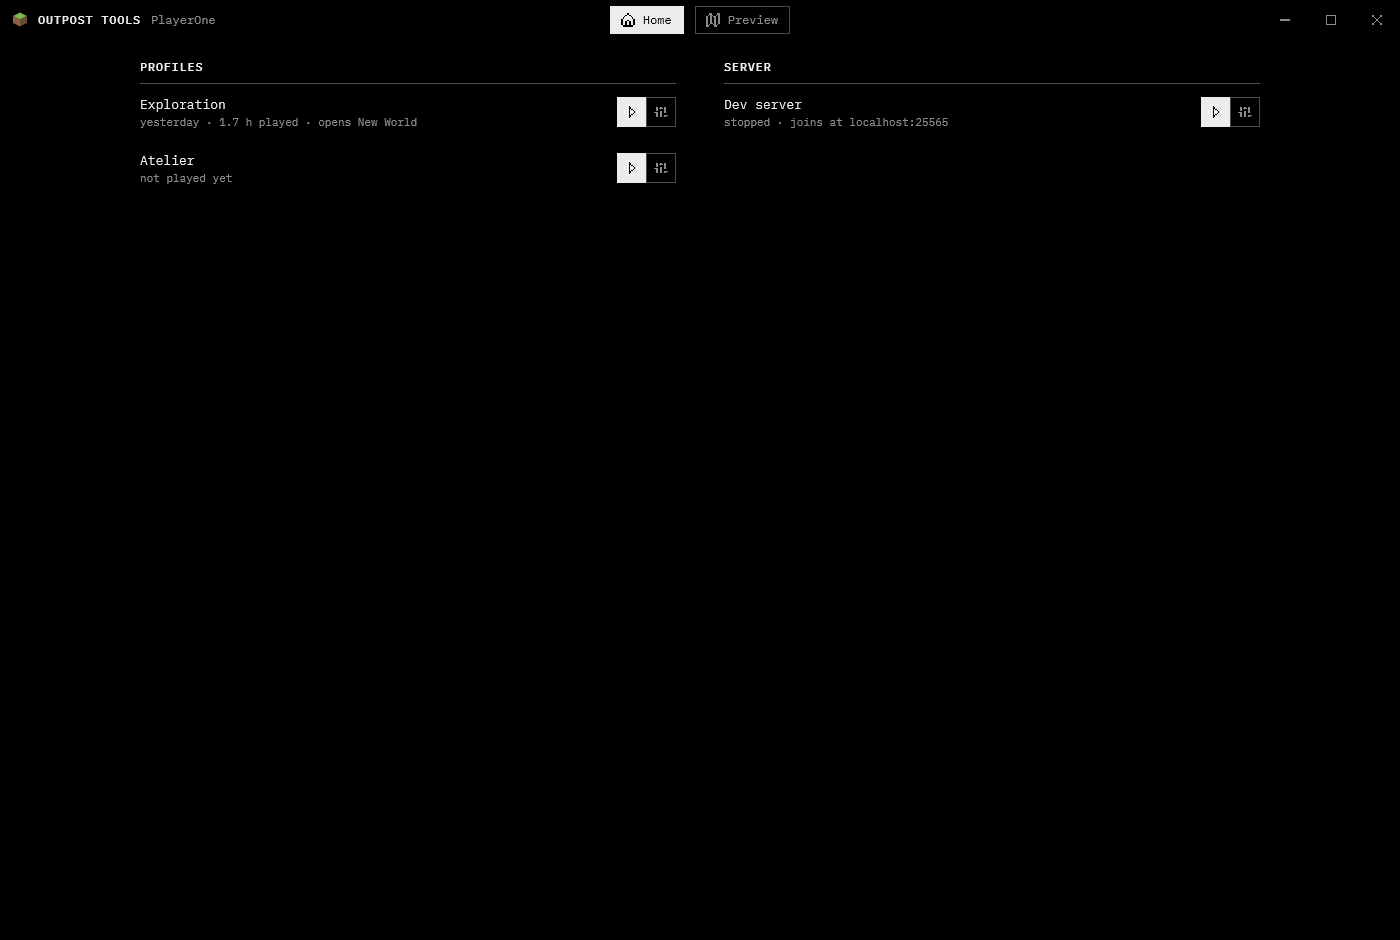 OUTPOST TOOLS PlayerOne
Home
Preview
PROFILES
Exploration
yesterday · 1.7 h played · opens New World
Atelier
not played yet
SERVER
Dev server
stopped · joins at localhost:25565